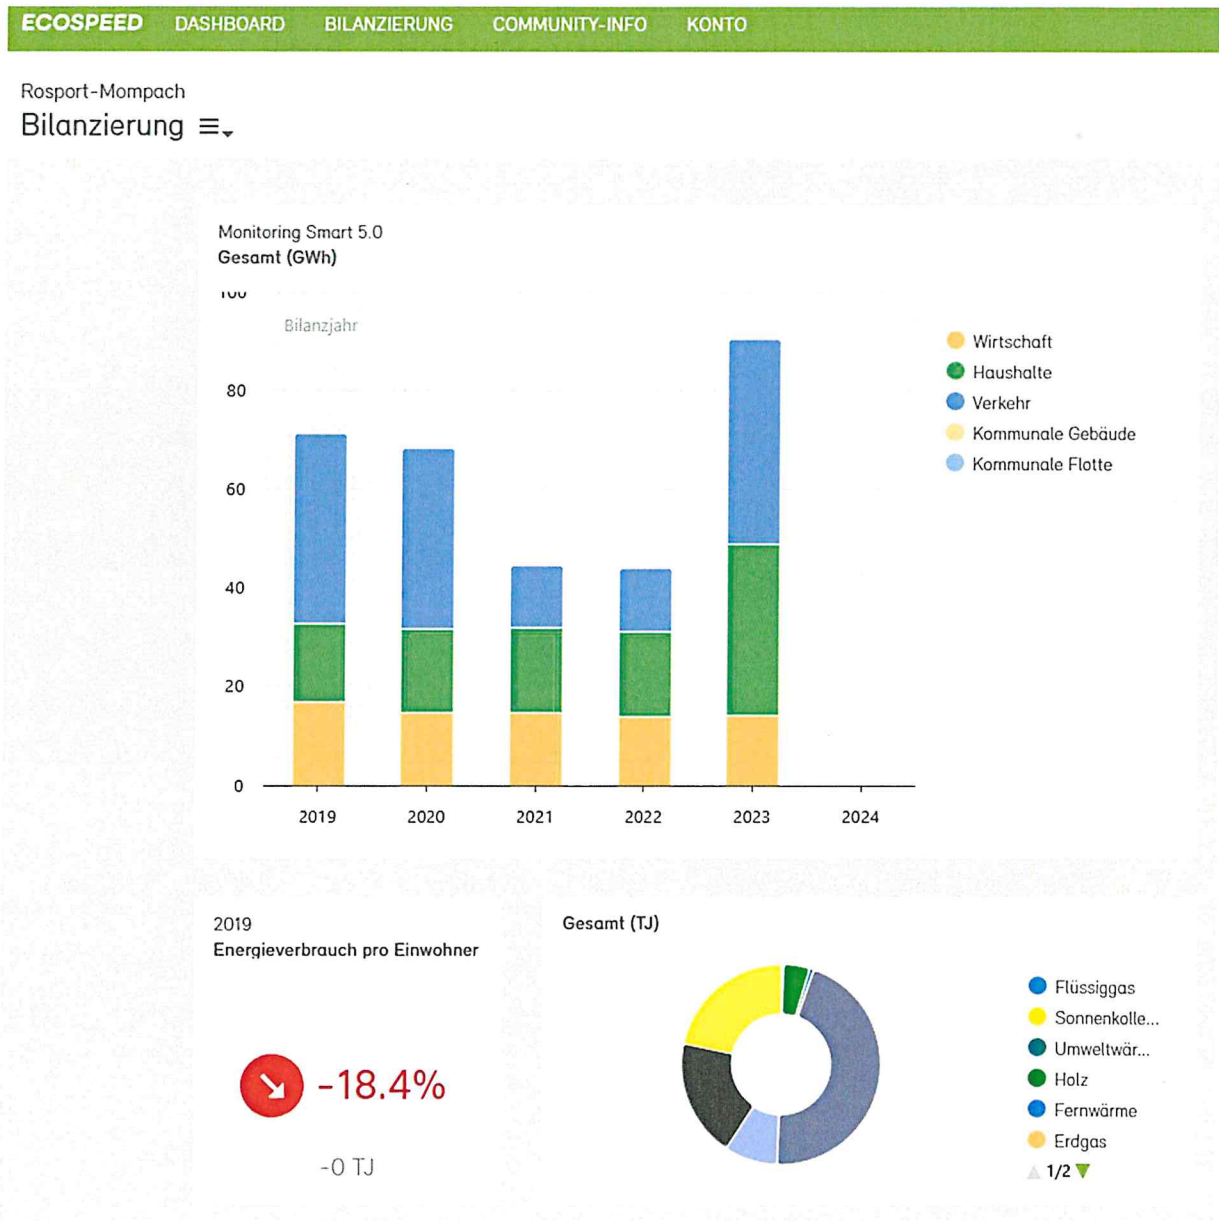 ECOSPEED DASHBOARD BILANZIERUNG COMMUNITY-INFO KONTO
Rosport-Mompach
Bilanzierung
Monitoring Smart 5.0
Gesamt (GWh)
100
Bilanzjahr
80
60
40
20
0
2019 2020 2021 2022 2023 2024
Wirtschaft
Haushalte
Verkehr
Kommunale Gebäude
Kommunale Flotte
2019
Energieverbrauch pro Einwohner
-18.4%
-0 TJ
Gesamt (TJ)
Flüssiggas
Sonnenkolle...
Umweltwär...
Holz
Fernwärme
Erdgas
1/2